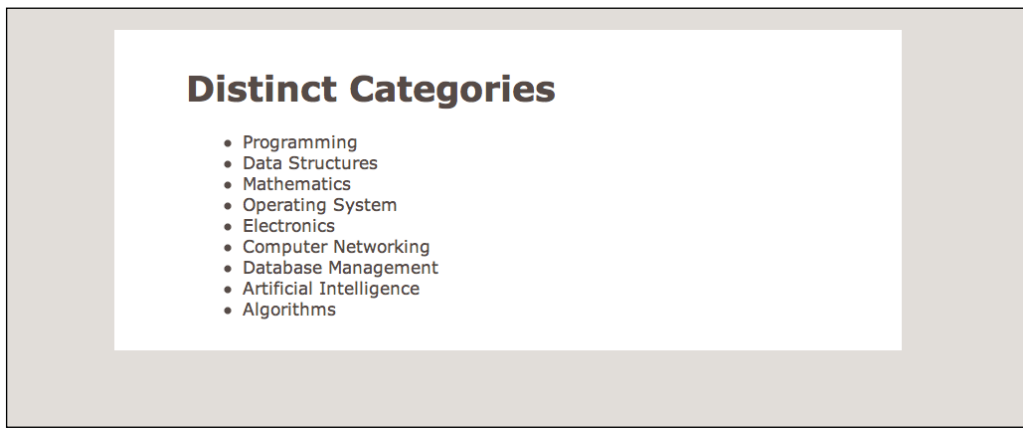 Distinct Categories
• Programming
• Data Structures
• Mathematics
• Operating System
• Electronics
• Computer Networking
• Database Management
• Artificial Intelligence
• Algorithms